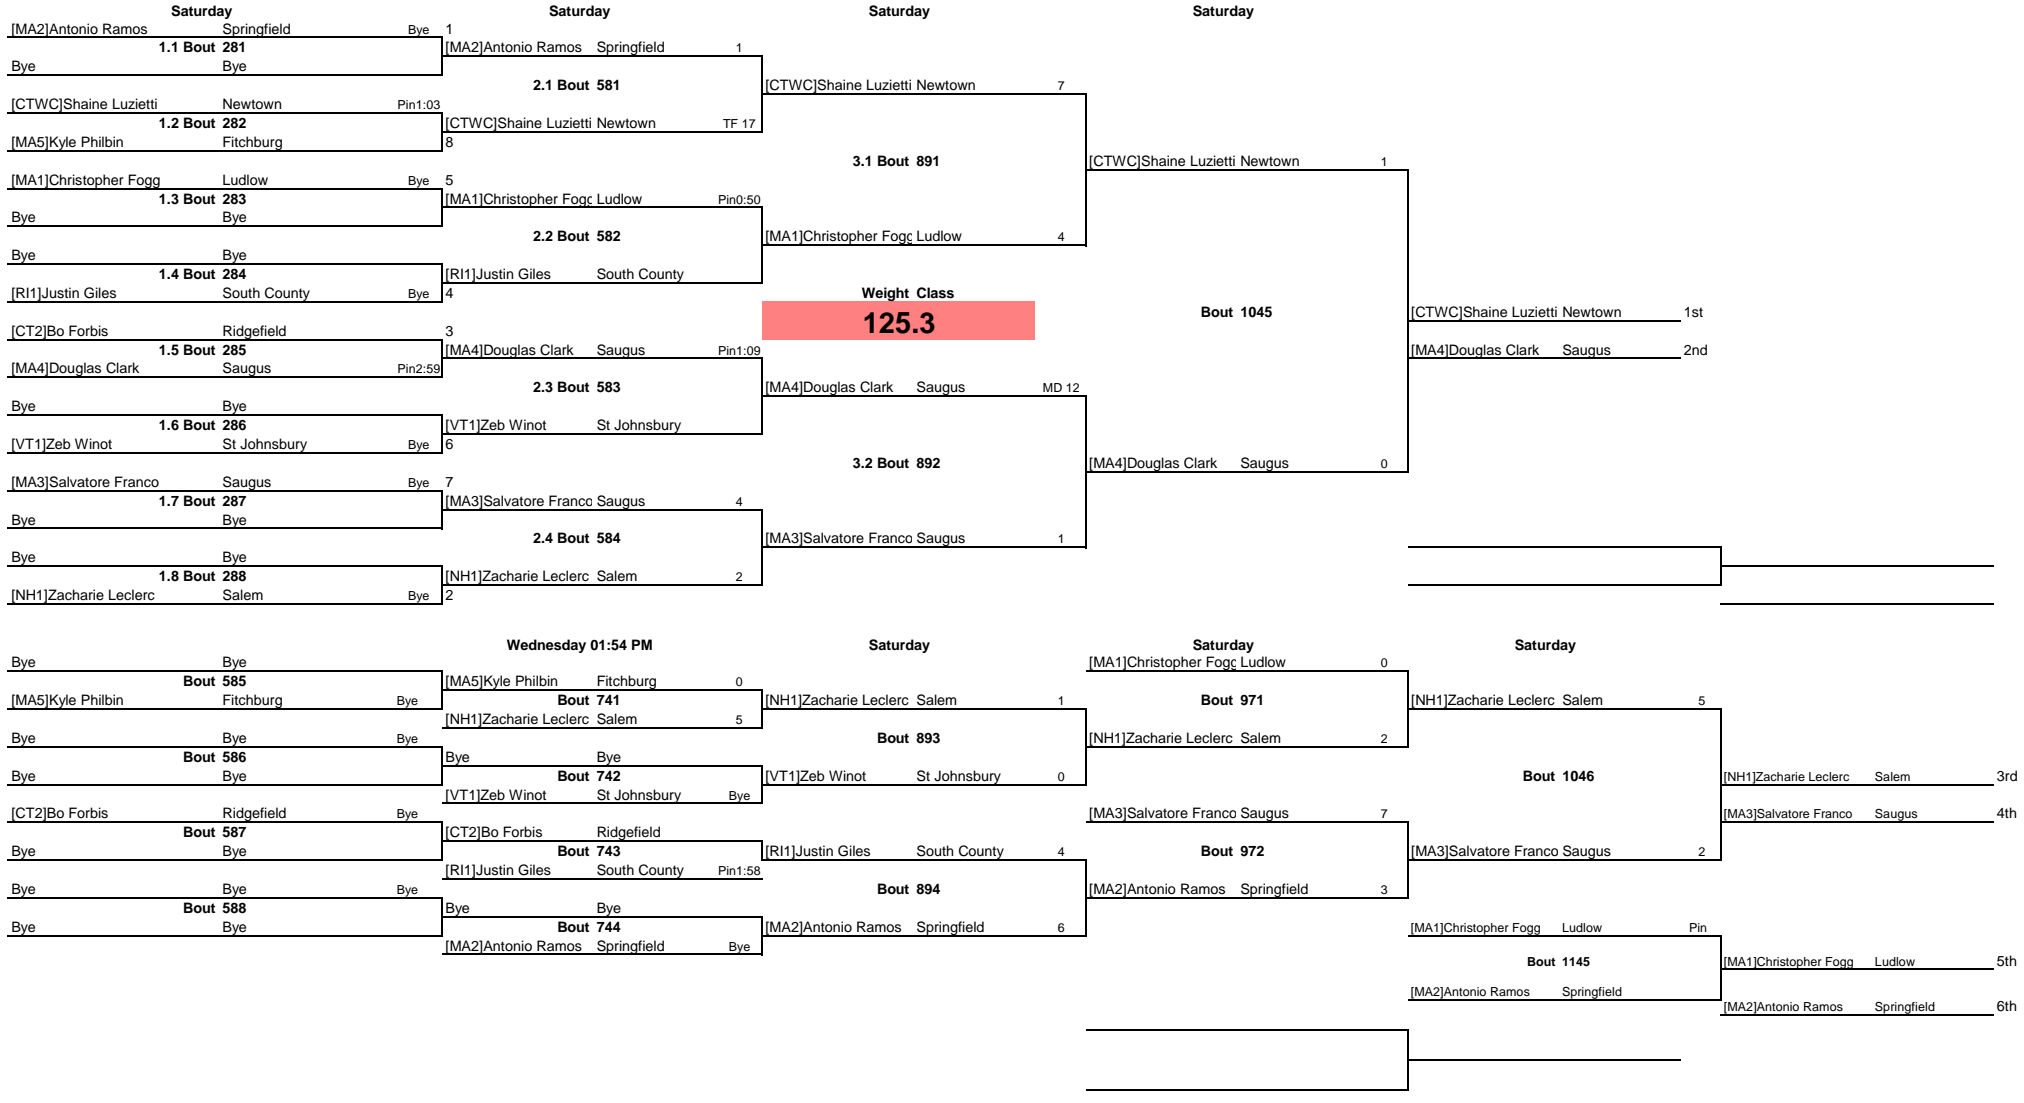 Saturday Saturday Saturday Saturday
[MA2]Antonio Ramos Springfield Bye 1
1.1 Bout 281 [MA2]Antonio Ramos Springfield 1
Bye Bye
2.1 Bout 581 [CTWC]Shaine Luzietti Newtown 7
[CTWC]Shaine Luzietti Newtown Pin1:03
1.2 Bout 282 [CTWC]Shaine Luzietti Newtown TF 17
[MA5]Kyle Philbin Fitchburg 8
3.1 Bout 891 [CTWC]Shaine Luzietti Newtown 1
[MA1]Christopher Fogg Ludlow Bye 5
1.3 Bout 283 [MA1]Christopher Fogg Ludlow Pin0:50
Bye Bye
2.2 Bout 582 [MA1]Christopher Fogg Ludlow 4
Bye Bye
1.4 Bout 284 [RI1]Justin Giles South County
[RI1]Justin Giles South County Bye 4 Weight Class
Bout 1045 [CTWC]Shaine Luzietti Newtown 1st
125.3
[CT2]Bo Forbis Ridgefield 3
1.5 Bout 285 [MA4]Douglas Clark Saugus Pin1:09 [MA4]Douglas Clark Saugus 2nd
[MA4]Douglas Clark Saugus Pin2:59
2.3 Bout 583 [MA4]Douglas Clark Saugus MD 12
Bye Bye
1.6 Bout 286 [VT1]Zeb Winot St Johnsbury
[VT1]Zeb Winot St Johnsbury Bye 6
3.2 Bout 892 [MA4]Douglas Clark Saugus 0
[MA3]Salvatore Franco Saugus Bye 7
1.7 Bout 287 [MA3]Salvatore Franco Saugus 4
Bye Bye
2.4 Bout 584 [MA3]Salvatore Franco Saugus 1
Bye Bye
1.8 Bout 288 [NH1]Zacharie Leclerc Salem 2
[NH1]Zacharie Leclerc Salem Bye 2
Wednesday 01:54 PM Saturday Saturday Saturday
Bye Bye [MA1]Christopher Fogg Ludlow 0
Bout 585 [MA5]Kyle Philbin Fitchburg 0
[MA5]Kyle Philbin Fitchburg Bye Bout 741 [NH1]Zacharie Leclerc Salem 1 Bout 971 [NH1]Zacharie Leclerc Salem 5
[NH1]Zacharie Leclerc Salem 5
Bye Bye Bye Bout 893 [NH1]Zacharie Leclerc Salem 2
Bout 586 Bye Bye
Bye Bye Bout 742 [VT1]Zeb Winot St Johnsbury 0 Bout 1046 [NH1]Zacharie Leclerc Salem 3rd
[VT1]Zeb Winot St Johnsbury Bye
[CT2]Bo Forbis Ridgefield Bye [MA3]Salvatore Franco Saugus 7 [MA3]Salvatore Franco Saugus 4th
Bout 587 [CT2]Bo Forbis Ridgefield
Bye Bye Bout 743 [RI1]Justin Giles South County 4 Bout 972 [MA3]Salvatore Franco Saugus 2
[RI1]Justin Giles South County Pin1:58
Bye Bye Bye Bout 894 [MA2]Antonio Ramos Springfield 3
Bout 588 Bye Bye
Bye Bye Bout 744 [MA2]Antonio Ramos Springfield 6 [MA1]Christopher Fogg Ludlow Pin
[MA2]Antonio Ramos Springfield Bye
Bout 1145 [MA1]Christopher Fogg Ludlow 5th
[MA2]Antonio Ramos Springfield
[MA2]Antonio Ramos Springfield 6th